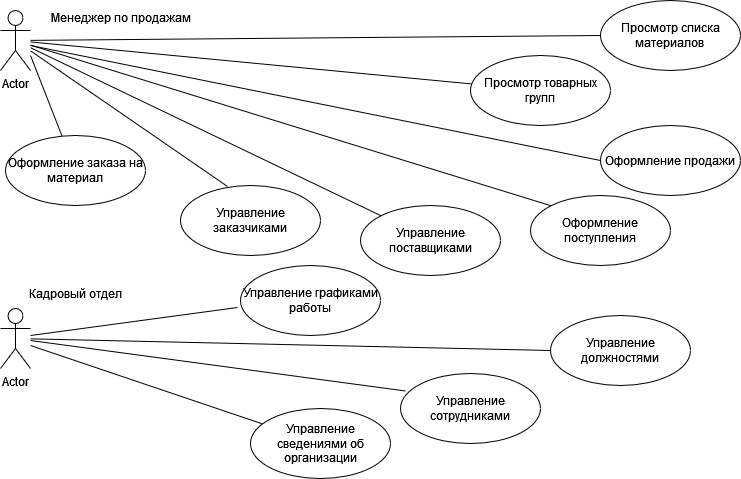 Менеджер по продажам
Просмотр списка
материалов
Actor
Просмотр товарных
групп
Оформление заказа на
материал
Оформление продажи
Управление
заказчиками
Управление
поставщиками
Оформление
поступления
Кадровый отдел
Управление графиками
работы
Actor
Управление
должностями
Управление
сотрудниками
Управление
сведениями об
организации